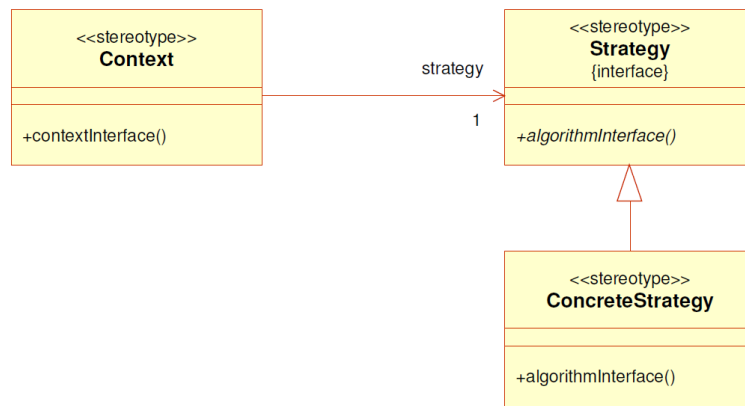 <<stereotype>>
Context
+contextInterface()
strategy
1
<<stereotype>>
Strategy
{interface}
+algorithmInterface()
<<stereotype>>
ConcreteStrategy
+algorithmInterface()